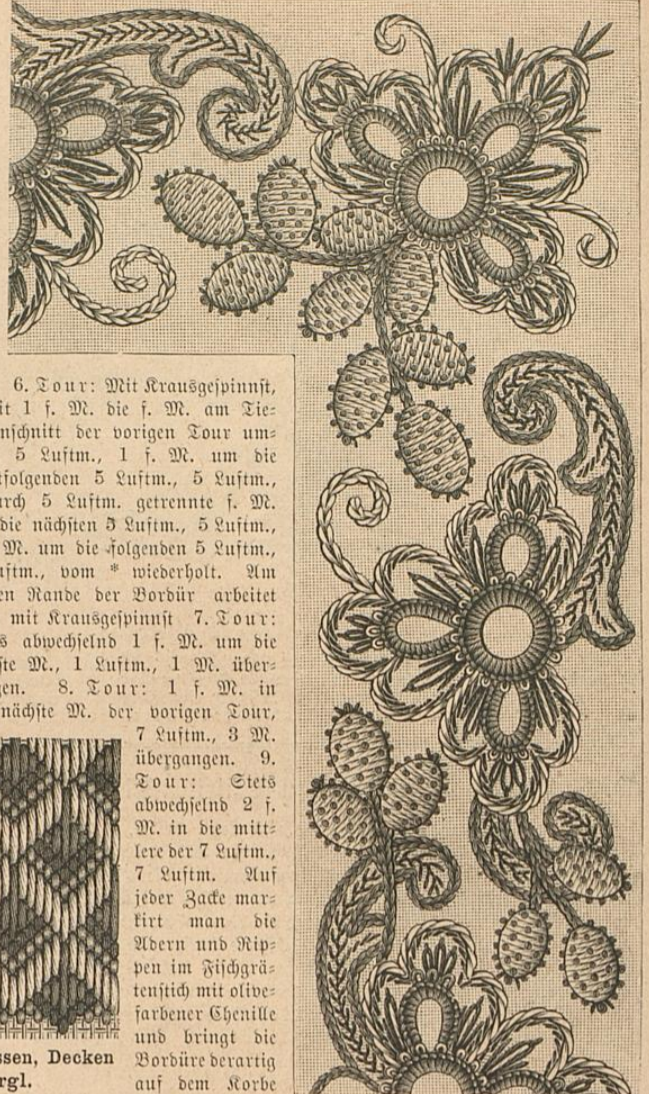 6. Tour: Mit Krausgespinnst,
it 1 f. M. die f. M. am Tie=
nschnitt der vorigen Tour um=
5 Luftm., 1 f. M. um die
tfolgenden 5 Luftm., 5 Luftm.,
urch 5 Luftm. getrennte f. M.
die nächsten 5 Luftm., 5 Luftm.,
M. um die folgenden 5 Luftm.,
uftm., vom * wiederholt. Am
en Rande der Bordür arbeitet
mit Krausgespinnst 7. Tour:
s abwechselnd 1 f. M. um die
ste M., 1 Luftm., 1 M. über=
gen. 8. Tour: 1 f. M. in
nächste M. der vorigen Tour,
7 Luftm., 3 M.
übergangen. 9.
Tour: Stets
abwechselnd 2 f.
M. in die mitt=
lere der 7 Luftm.,
7 Luftm. Auf
jeder Zacke mar=
kirt man die
Adern und Rip=
pen im Fischgrä=
tenstich mit olive=
farbener Chenille
und bringt die
Bordüre derartig
auf dem Korbe
ssen, Decken
rgl.